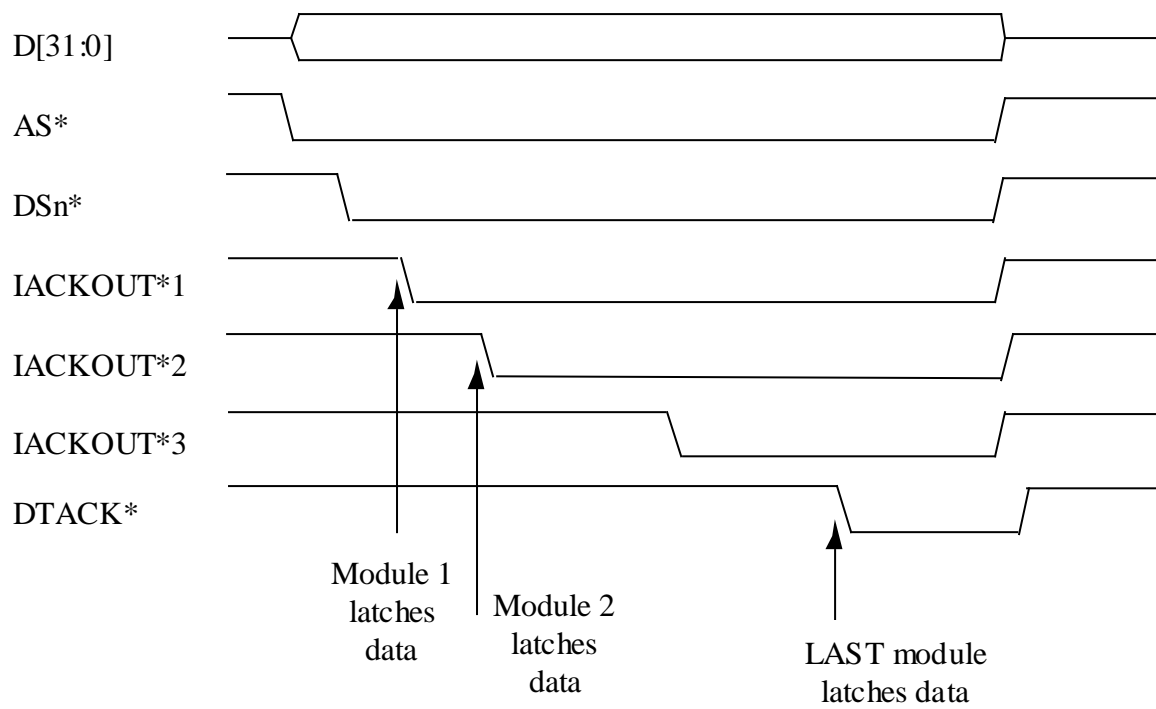 D[31:0]
AS*
DSn*
IACKOUT*1
IACKOUT*2
IACKOUT*3
DTACK*
Module 1
latches
data
Module 2
latches
data
LAST module
latches data